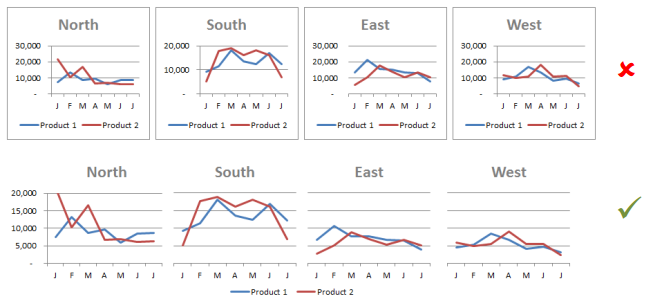 North South East West
30,000 20,000 30,000 30,000
20,000 20,000 20,000
10,000 10,000 10,000 10,000
- - - -
J F M A M J J J F M A M J J J F M A M J J J F M A M J J
Product 1 Product 2 Product 1 Product 2 Product 1 Product 2 Product 1 Product 2
North South East West
20,000
15,000
10,000
5,000
-
J F M A M J J J F M A M J J J F M A M J J J F M A M J J
Product 1 Product 2